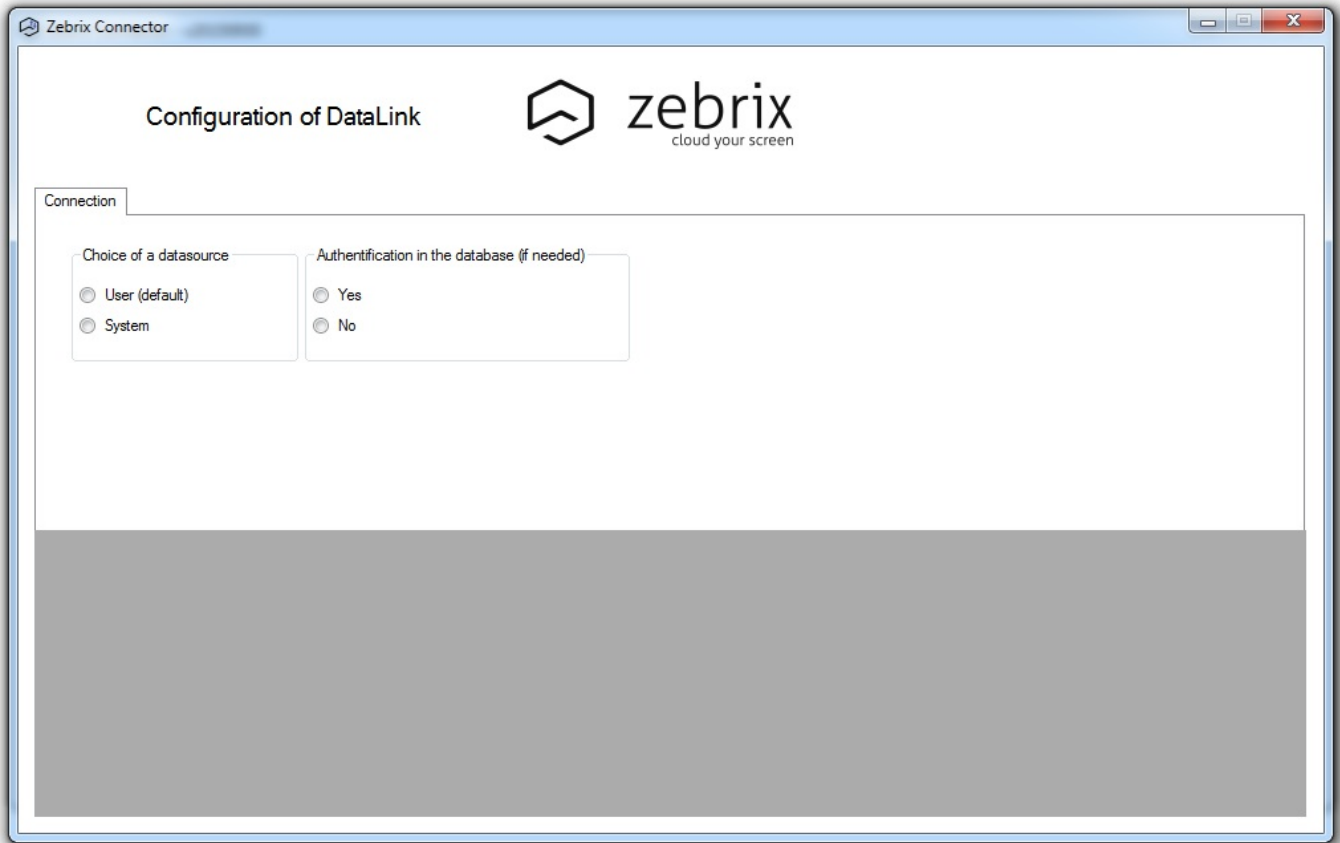 Zebrix Connector
Configuration of DataLink
zebrix
cloud your screen
Connection
Choice of a datasource
User (default)
System
Authentification in the database (if needed)
Yes
No